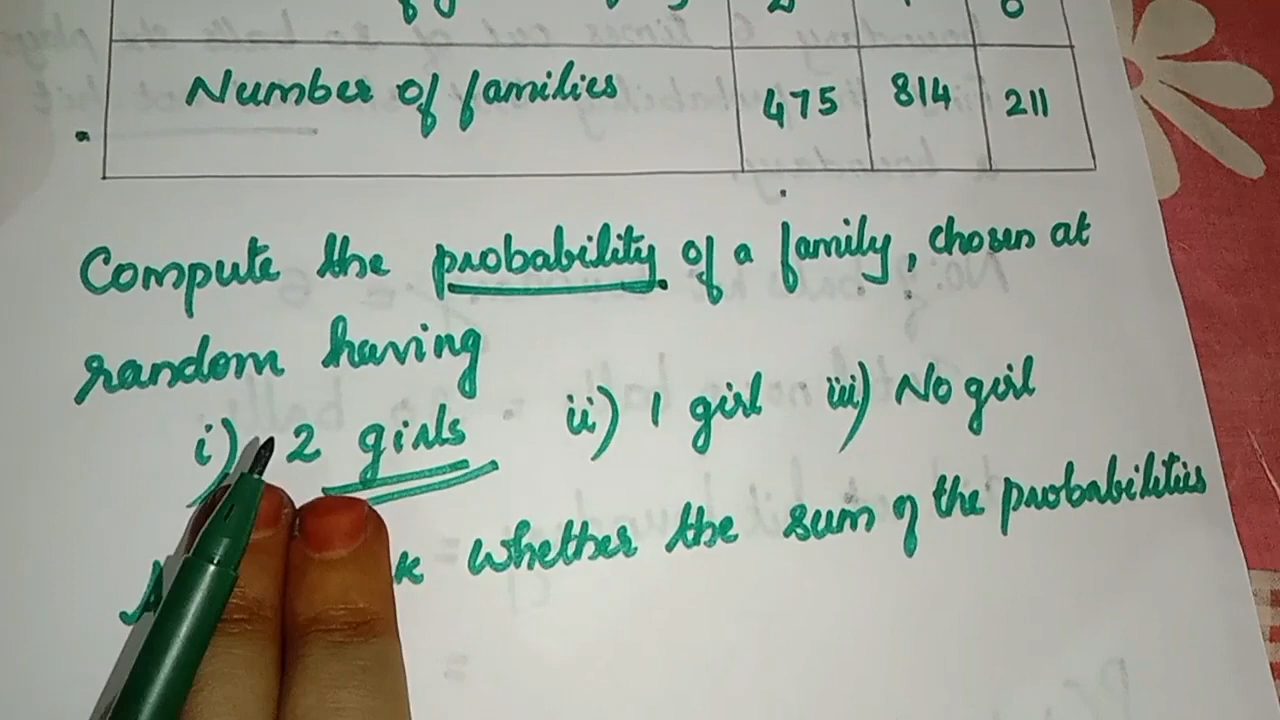 Number of families 475 814 211
Compute the probability of a family, chosen at
random having
i) 2 girls ii) 1 girl iii) No girl
whether the sum of the probabilities